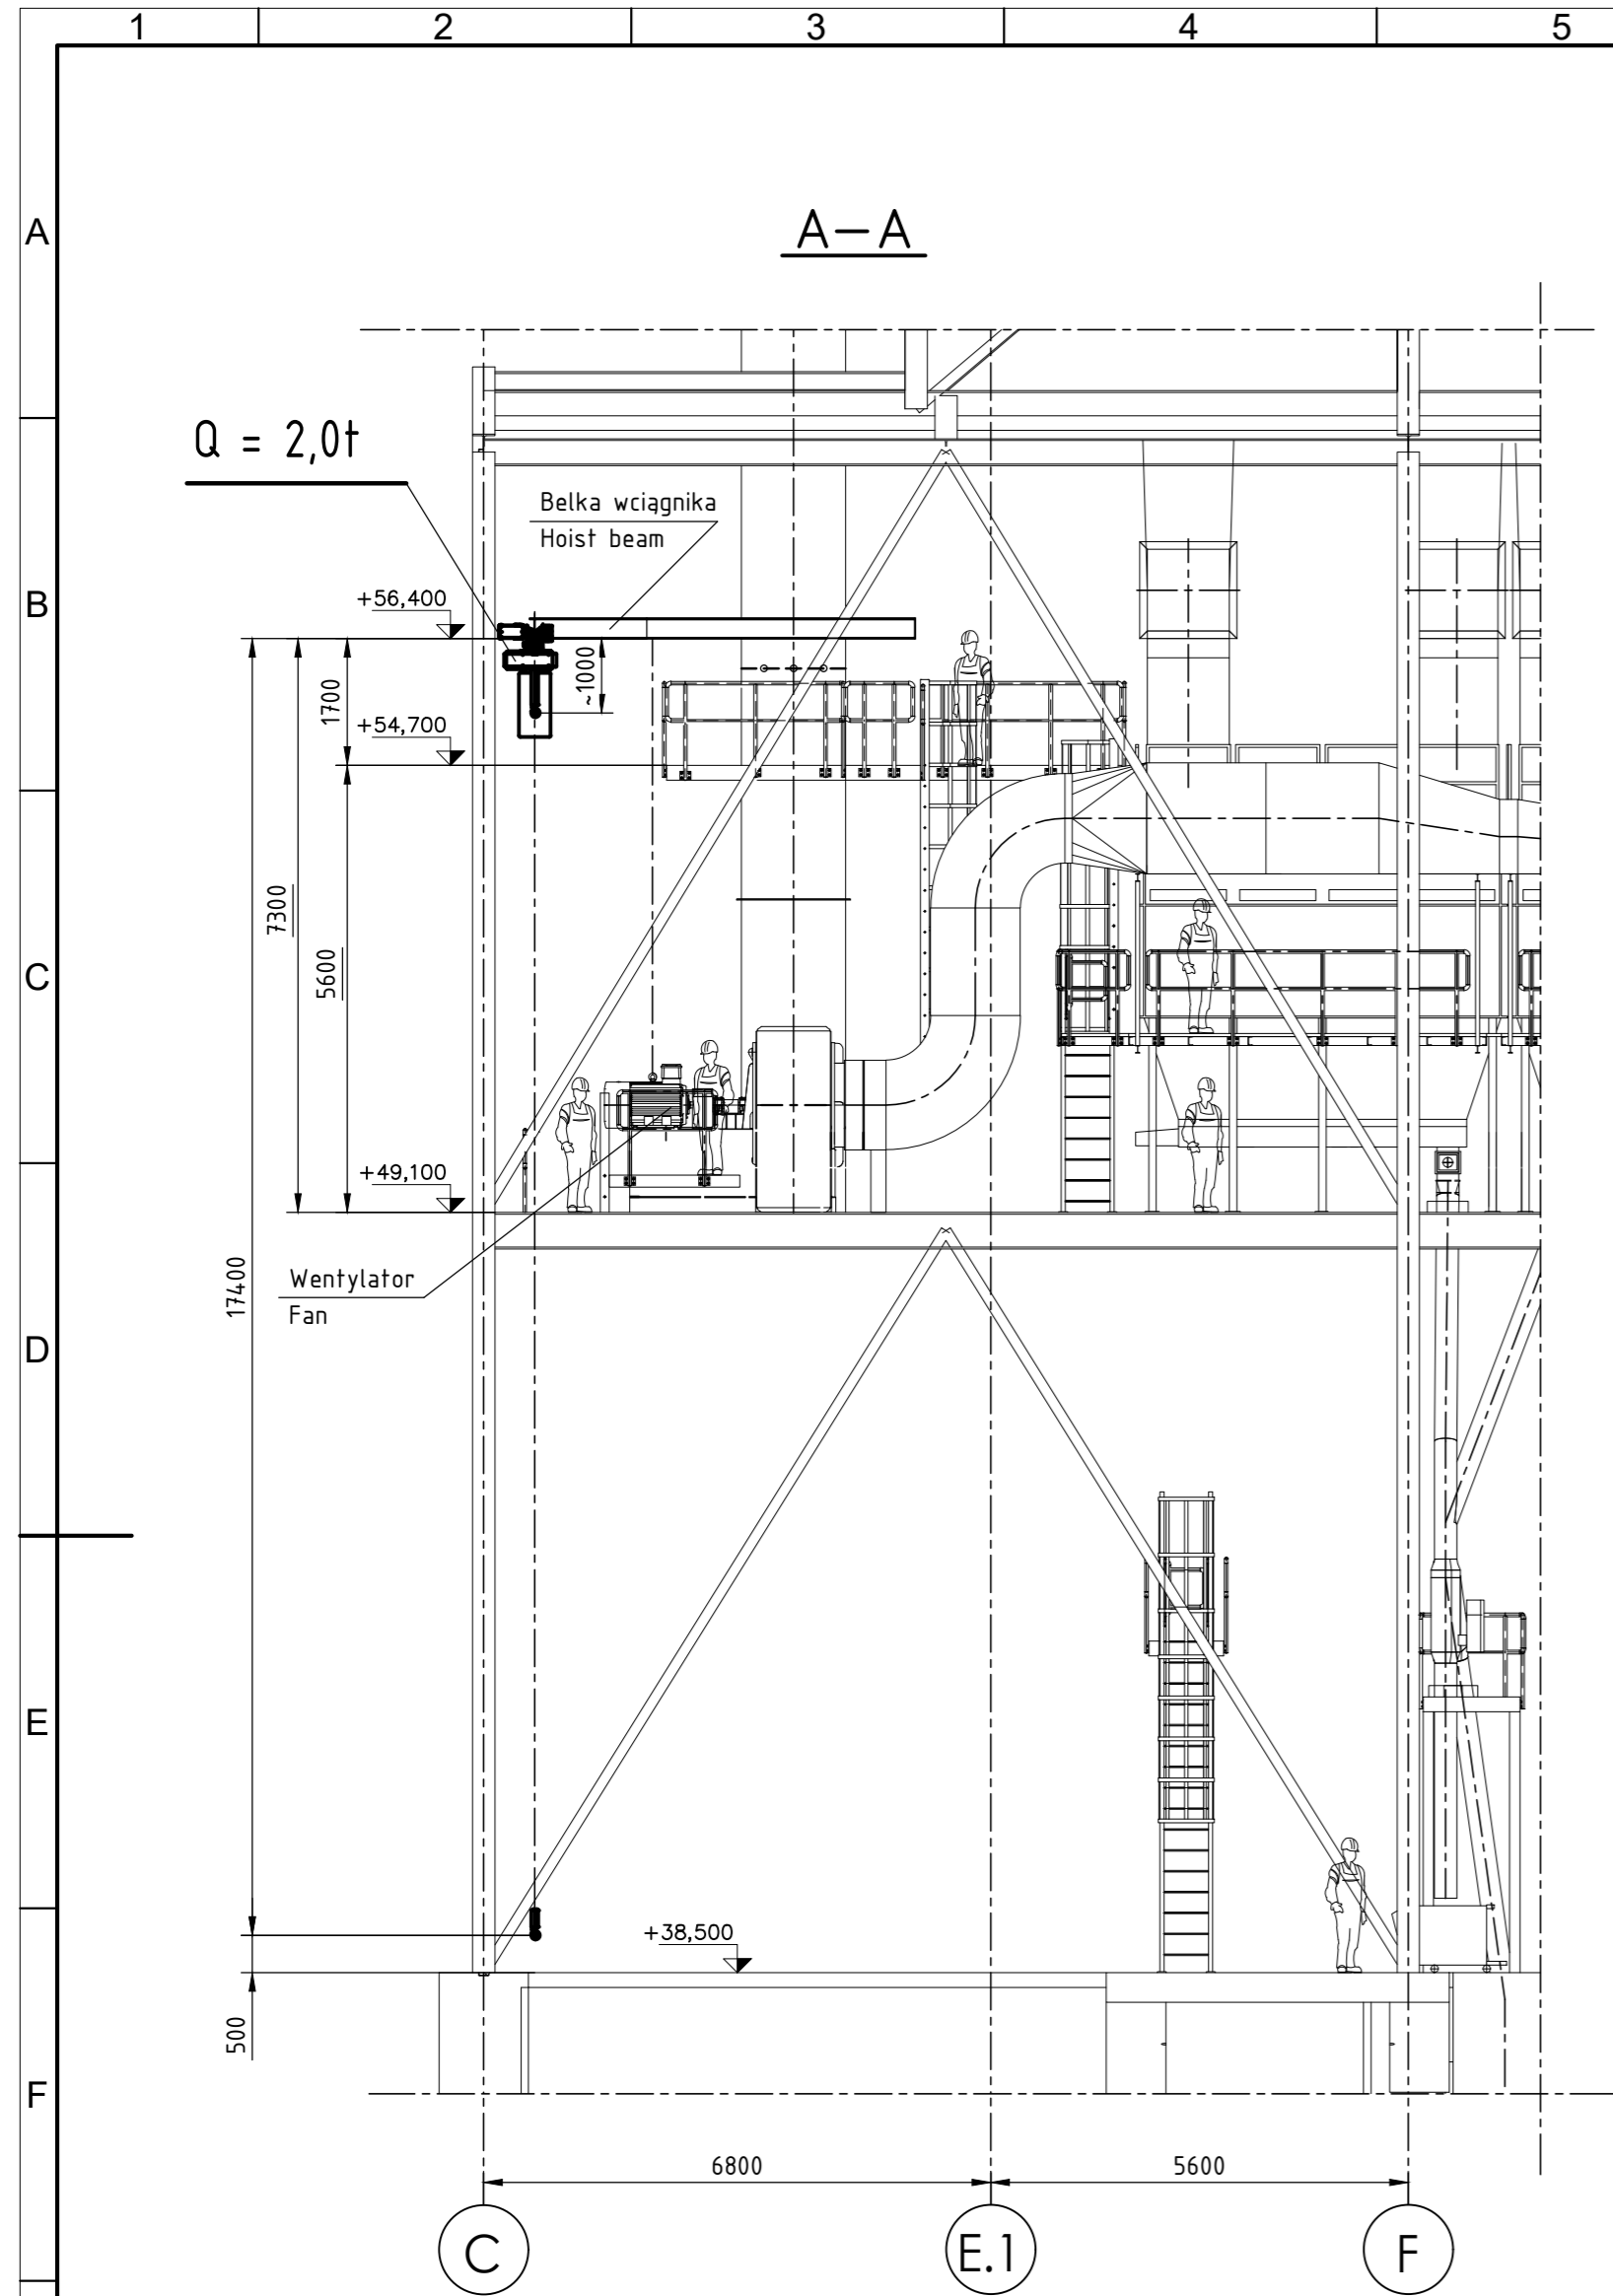 1 2 3 4 5
A
B
C
D
E
F
A–A
Q = 2,0t
Belka wciągnika
Hoist beam
+56,400
~1000
1700
+54,700
7300
5600
+49,100
17400
Wentylator
Fan
+38,500
500
6800
5600
C
E.1
F